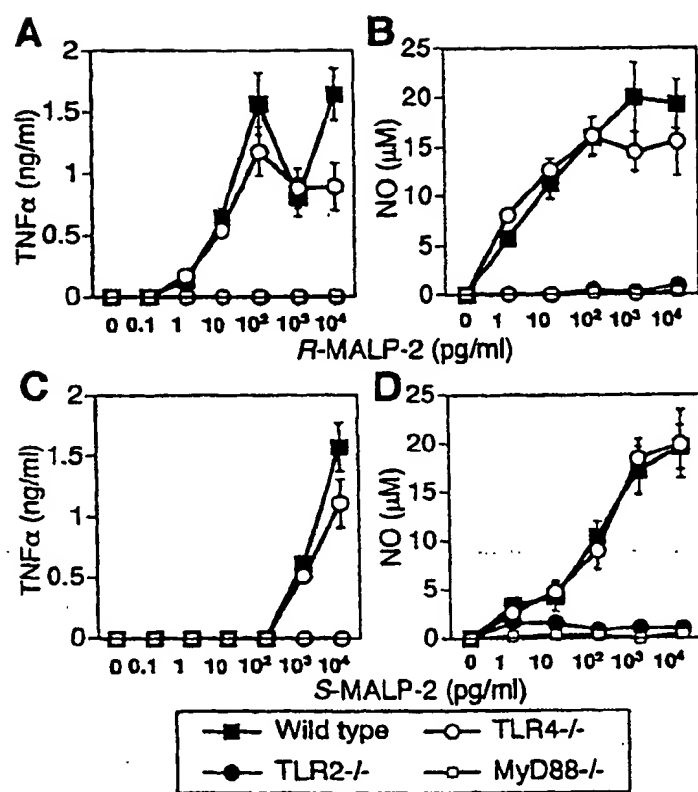 A
B
TNFα (ng/ml)
2
1.5
1
0.5
0
0 0.1 1 10 10² 10³ 10⁴
NO (μM)
25
20
15
10
5
0
0 1 10 10² 10³ 10⁴
R-MALP-2 (pg/ml)
C
D
TNFα (ng/ml)
2
1.5
1
0.5
0
0 0.1 1 10 10² 10³ 10⁴
NO (μM)
25
20
15
10
5
0
0 1 10 10² 10³ 10⁴
S-MALP-2 (pg/ml)
Wild type
TLR4-/-
TLR2-/-
MyD88-/-